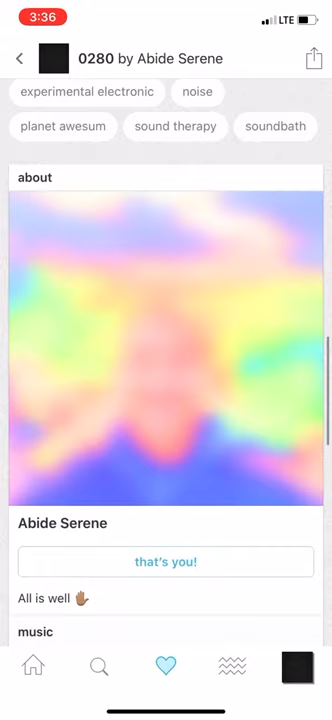 3:36
LTE
0280 by Abide Serene
experimental electronic
noise
planet awesum
sound therapy
soundbath
about
Abide Serene
that's you!
All is well 🤚🏽
music